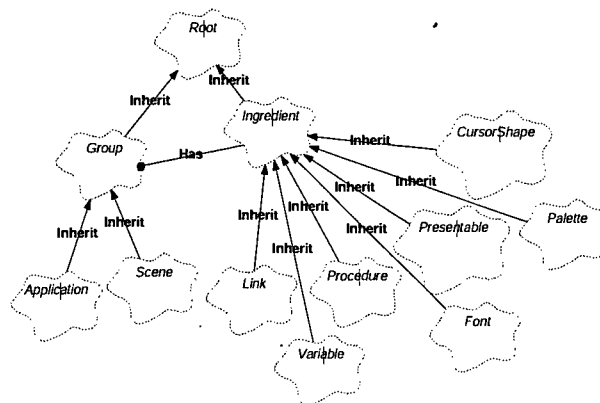 Root
Inherit
Inherit
Ingredient
CursorShape
Inherit
Group
Has
Inherit
Palette
Inherit
Presentable
Inherit
Inherit
Inherit
Inherit
Inherit
Inherit
Inherit
Scene
Application
Link
Procedure
Font
Variable